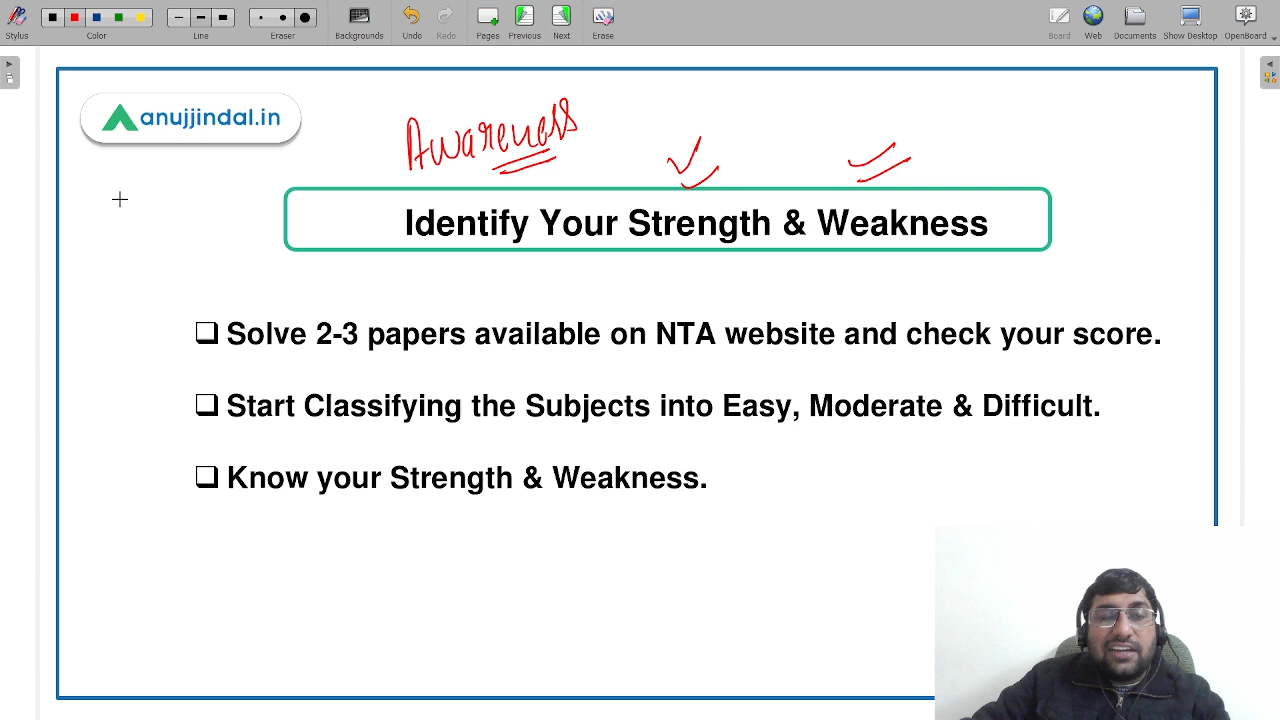 Stylus
Color
Line
Eraser
Backgrounds
Undo
Redo
Pages
Previous
Next
Erase
Board
Web
Documents
Show Desktop
OpenBoard
anujjindal.in
Awareness
Identify Your Strength & Weakness
Solve 2-3 papers available on NTA website and check your score.
Start Classifying the Subjects into Easy, Moderate & Difficult.
Know your Strength & Weakness.